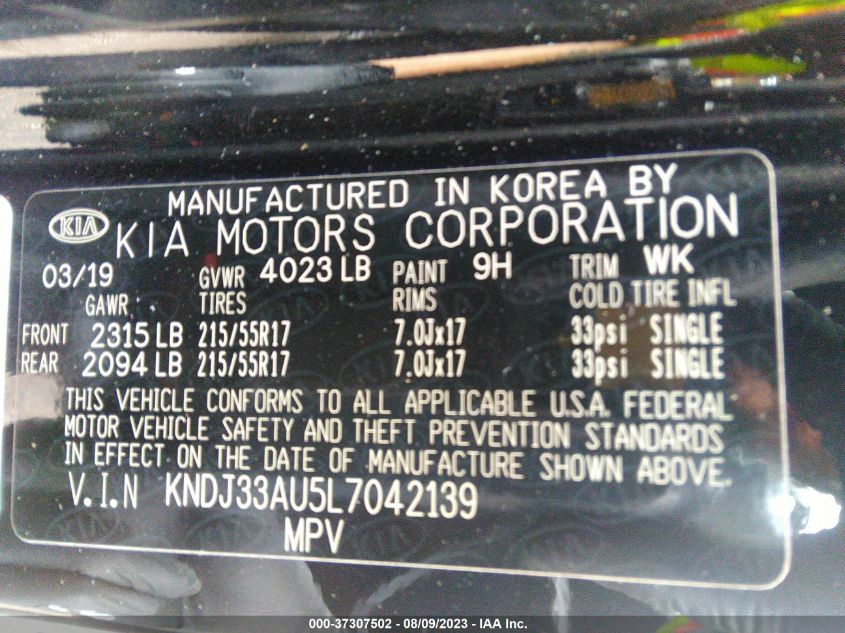 MANUFACTURED IN KOREA BY
KIA KIA MOTORS CORPORATION
03/19 GVWR 4023 LB PAINT 9H TRIM WK
GAWR TIRES RIMS COLD TIRE INFL
FRONT 2315 LB 215/55R17 7.0Jx17 33psi SINGLE
REAR 2094 LB 215/55R17 7.0Jx17 33psi SINGLE
THIS VEHICLE CONFORMS TO ALL APPLICABLE U.S.A. FEDERAL
MOTOR VEHICLE SAFETY AND THEFT PREVENTION STANDARDS
IN EFFECT ON THE DATE OF MANUFACTURE SHOWN ABOVE.
V.I.N KNDJ33AU5L7042139
MPV
000-37307502 - 08/09/2023 - IAA Inc.